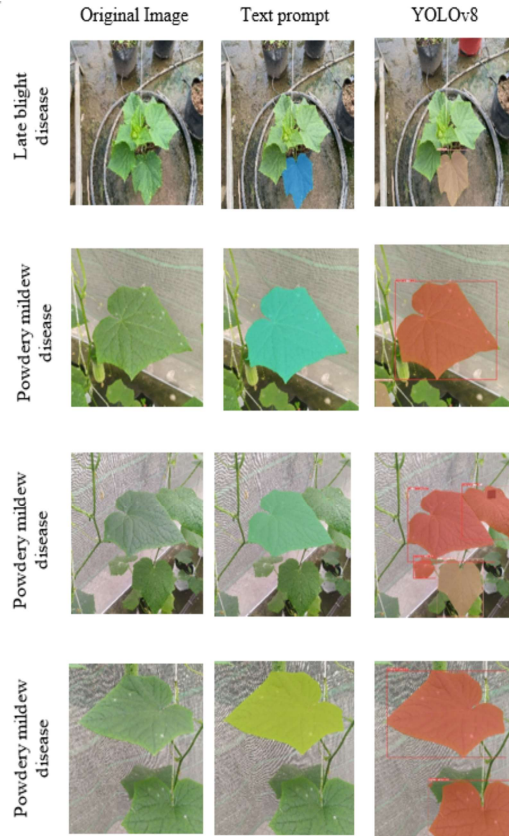 Original Image
Text prompt
YOLOv8
Late blight
disease
Powdery mildew
disease
Powdery mildew
disease
Powdery mildew
disease